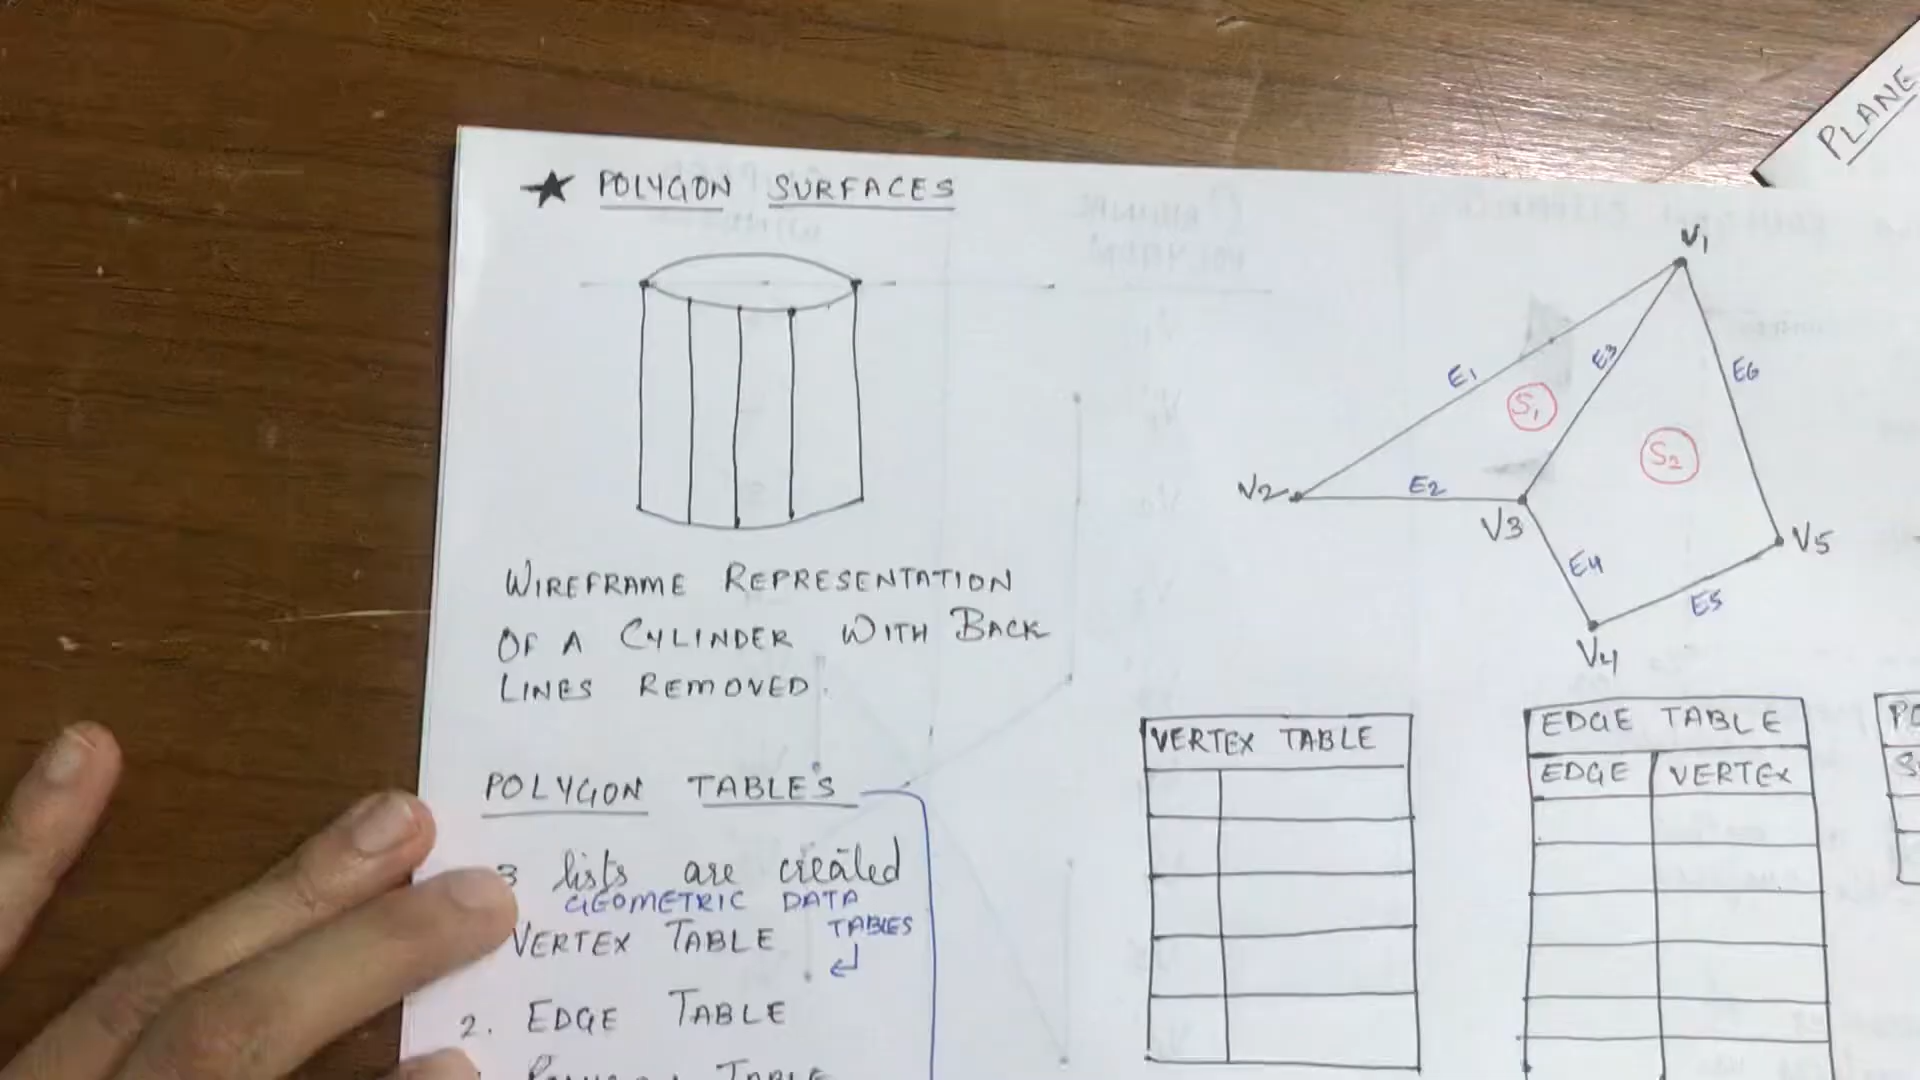 ★ POLYGON SURFACES
WIREFRAME REPRESENTATION
OF A CYLINDER WITH BACK
LINES REMOVED.
POLYGON TABLES
3 lists are created
GEOMETRIC DATA
TABLES
VERTEX TABLE
2. EDGE TABLE
TABLE
PLANE
V1
E1
E3
E6
S1
S2
V2
E2
V3
V5
E4
E5
V4
VERTEX TABLE
EDGE TABLE
EDGE VERTEX